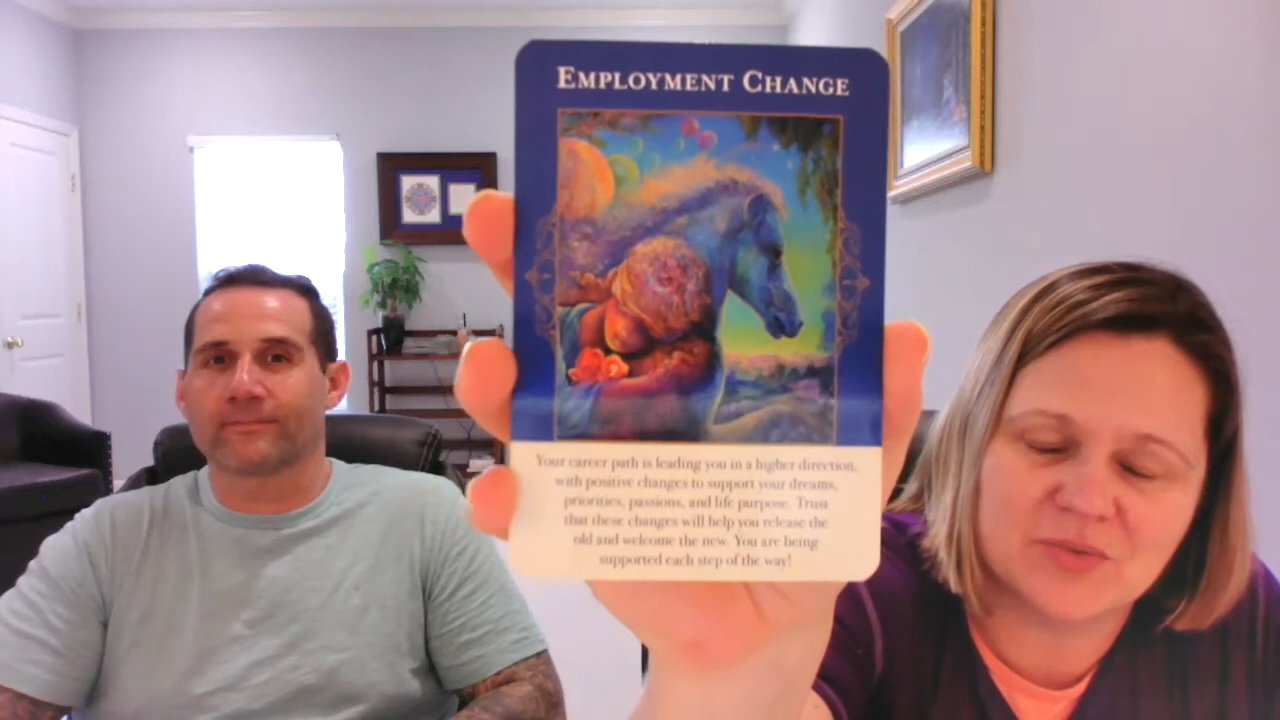 EMPLOYMENT CHANGE
Your career path is leading you in a higher direction,
with positive changes to support your dreams,
priorities, passions, and life purpose. Trust
that these changes will help you release the
old and welcome the new. You are being
supported each step of the way!